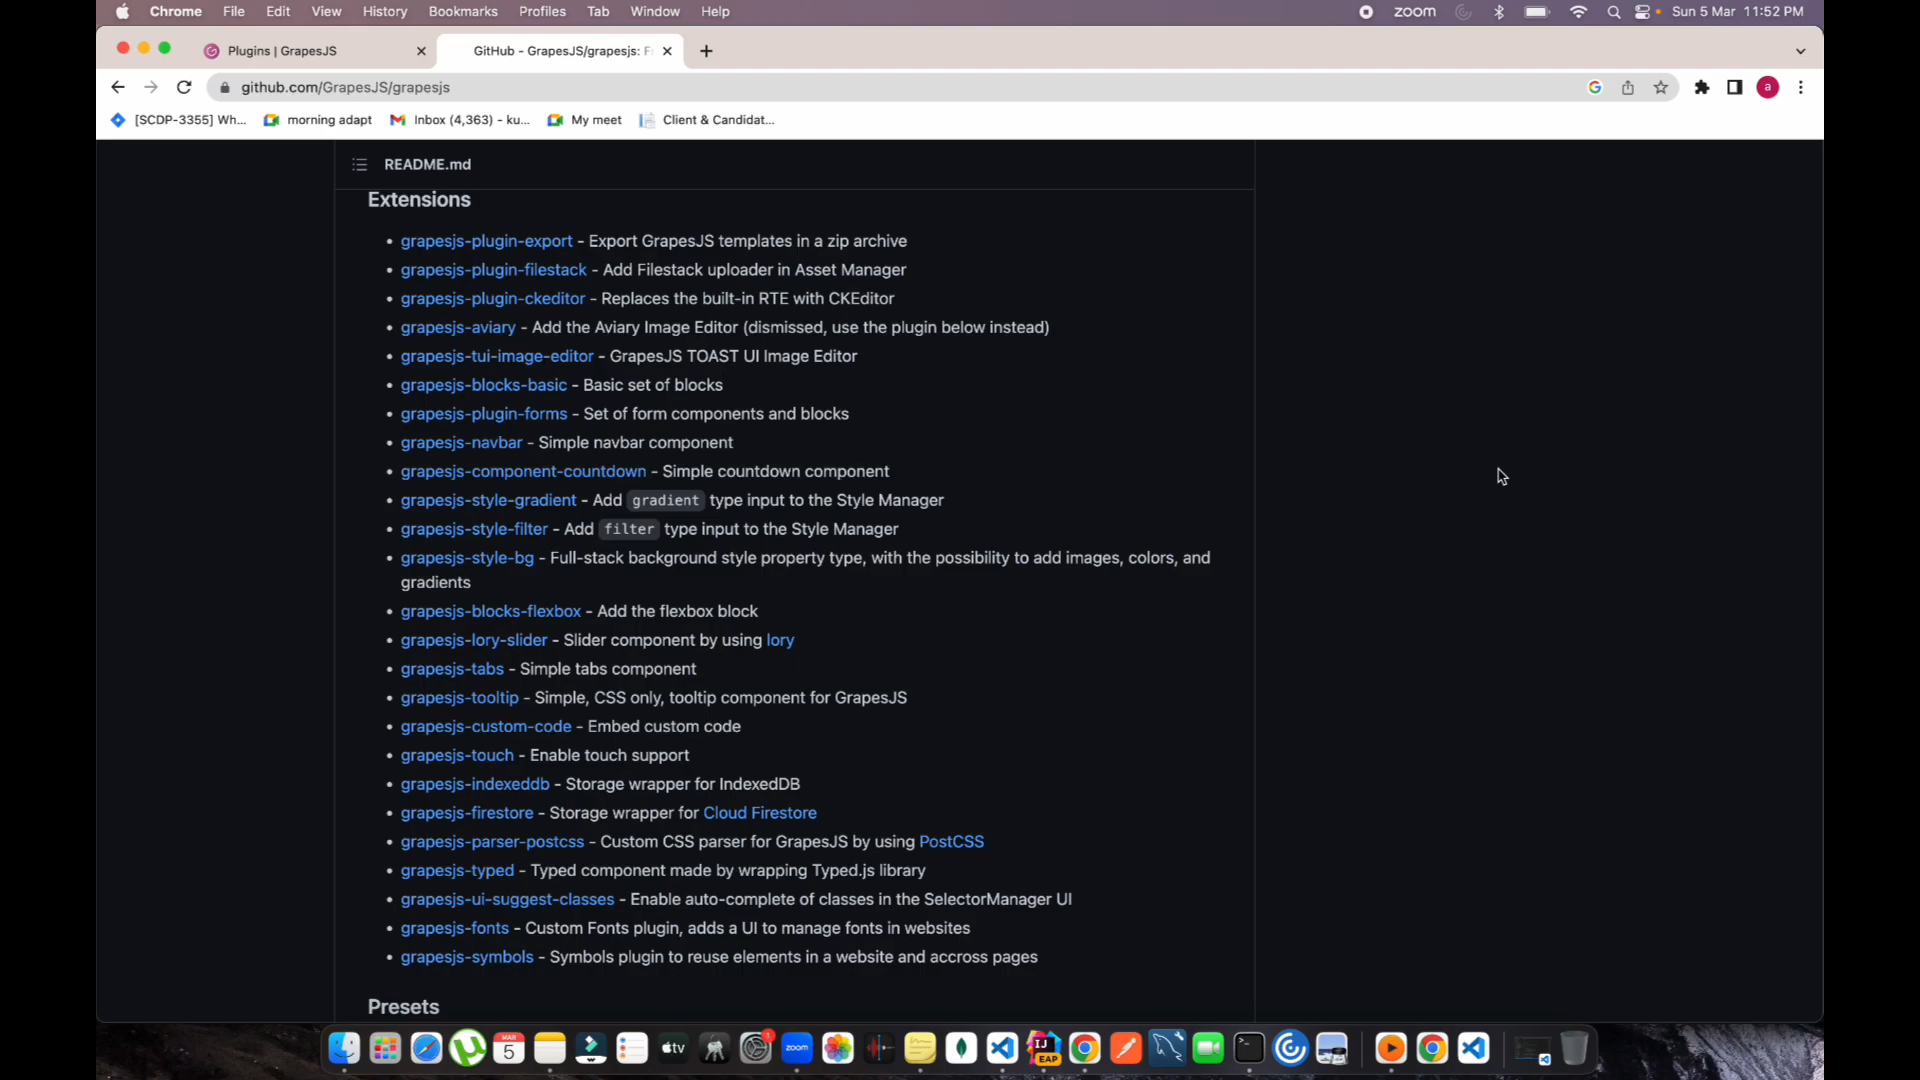 Chrome File Edit View History Bookmarks Profiles Tab Window Help zoom Sun 5 Mar 11:52 PM
Plugins | GrapesJS GitHub - GrapesJS/grapesjs: F
github.com/GrapesJS/grapesjs a
[SCDP-3355] Wh... morning adapt Inbox (4,363) - ku... My meet Client & Candidat...
README.md
Extensions
grapesjs-plugin-export - Export GrapesJS templates in a zip archive
grapesjs-plugin-filestack - Add Filestack uploader in Asset Manager
grapesjs-plugin-ckeditor - Replaces the built-in RTE with CKEditor
grapesjs-aviary - Add the Aviary Image Editor (dismissed, use the plugin below instead)
grapesjs-tui-image-editor - GrapesJS TOAST UI Image Editor
grapesjs-blocks-basic - Basic set of blocks
grapesjs-plugin-forms - Set of form components and blocks
grapesjs-navbar - Simple navbar component
grapesjs-component-countdown - Simple countdown component
grapesjs-style-gradient - Add gradient type input to the Style Manager
grapesjs-style-filter - Add filter type input to the Style Manager
grapesjs-style-bg - Full-stack background style property type, with the possibility to add images, colors, and
gradients
grapesjs-blocks-flexbox - Add the flexbox block
grapesjs-lory-slider - Slider component by using lory
grapesjs-tabs - Simple tabs component
grapesjs-tooltip - Simple, CSS only, tooltip component for GrapesJS
grapesjs-custom-code - Embed custom code
grapesjs-touch - Enable touch support
grapesjs-indexeddb - Storage wrapper for IndexedDB
grapesjs-firestore - Storage wrapper for Cloud Firestore
grapesjs-parser-postcss - Custom CSS parser for GrapesJS by using PostCSS
grapesjs-typed - Typed component made by wrapping Typed.js library
grapesjs-ui-suggest-classes - Enable auto-complete of classes in the SelectorManager UI
grapesjs-fonts - Custom Fonts plugin, adds a UI to manage fonts in websites
grapesjs-symbols - Symbols plugin to reuse elements in a website and accross pages
Presets
MAR 5 tv 1 zoom IJ EAP